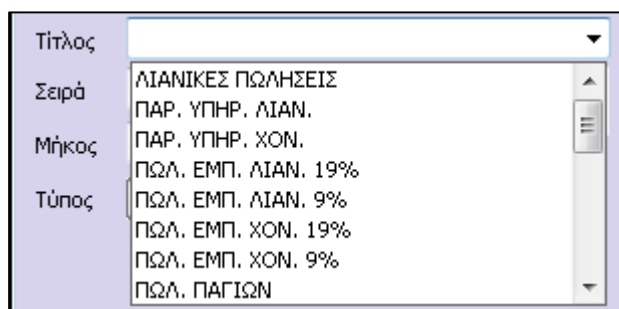 Τίτλος
Σειρά
Μήκος
Τύπος
ΛΙΑΝΙΚΕΣ ΠΩΛΗΣΕΙΣ
ΠΑΡ. ΥΠΗΡ. ΛΙΑΝ.
ΠΑΡ. ΥΠΗΡ. ΧΟΝ.
ΠΩΛ. ΕΜΠ. ΛΙΑΝ. 19%
ΠΩΛ. ΕΜΠ. ΛΙΑΝ. 9%
ΠΩΛ. ΕΜΠ. ΧΟΝ. 19%
ΠΩΛ. ΕΜΠ. ΧΟΝ. 9%
ΠΩΛ. ΠΑΓΙΩΝ